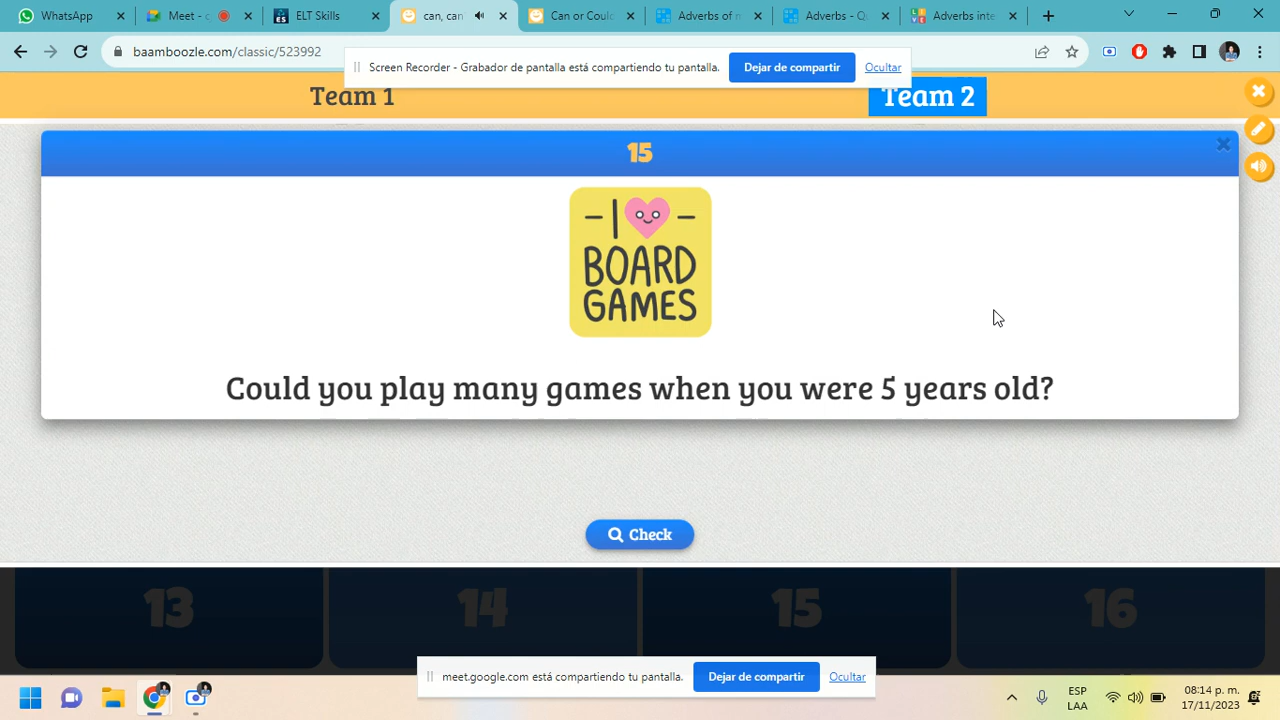 WhatsApp
Meet - c
ELT Skills
can, can
Can or Coul
Adverbs of m
Adverbs - Q
Adverbs inte
baamboozle.com/classic/523992
Screen Recorder - Grabador de pantalla está compartiendo tu pantalla.
Dejar de compartir
Ocultar
Team 1
Team 2
15
I
BOARD
GAMES
Could you play many games when you were 5 years old?
Check
13
14
15
16
meet.google.com está compartiendo tu pantalla.
Dejar de compartir
Ocultar
ESP
LAA
08:14 p. m.
17/11/2023